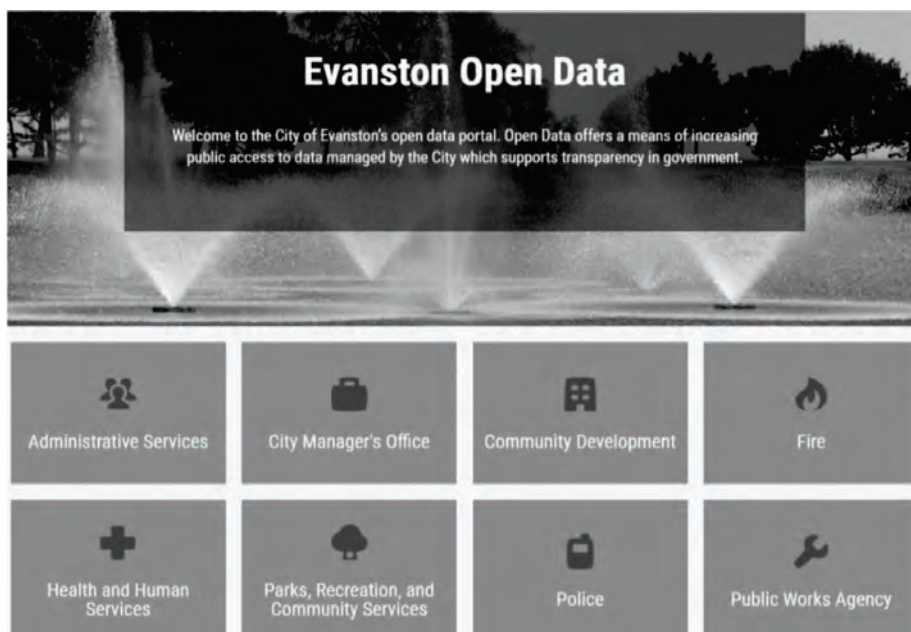 Evanston Open Data
Welcome to the City of Evanston's open data portal. Open Data offers a means of increasing
public access to data managed by the City which supports transparency in government.
Administrative Services
City Manager's Office
Community Development
Fire
Health and Human
Services
Parks, Recreation, and
Community Services
Police
Public Works Agency